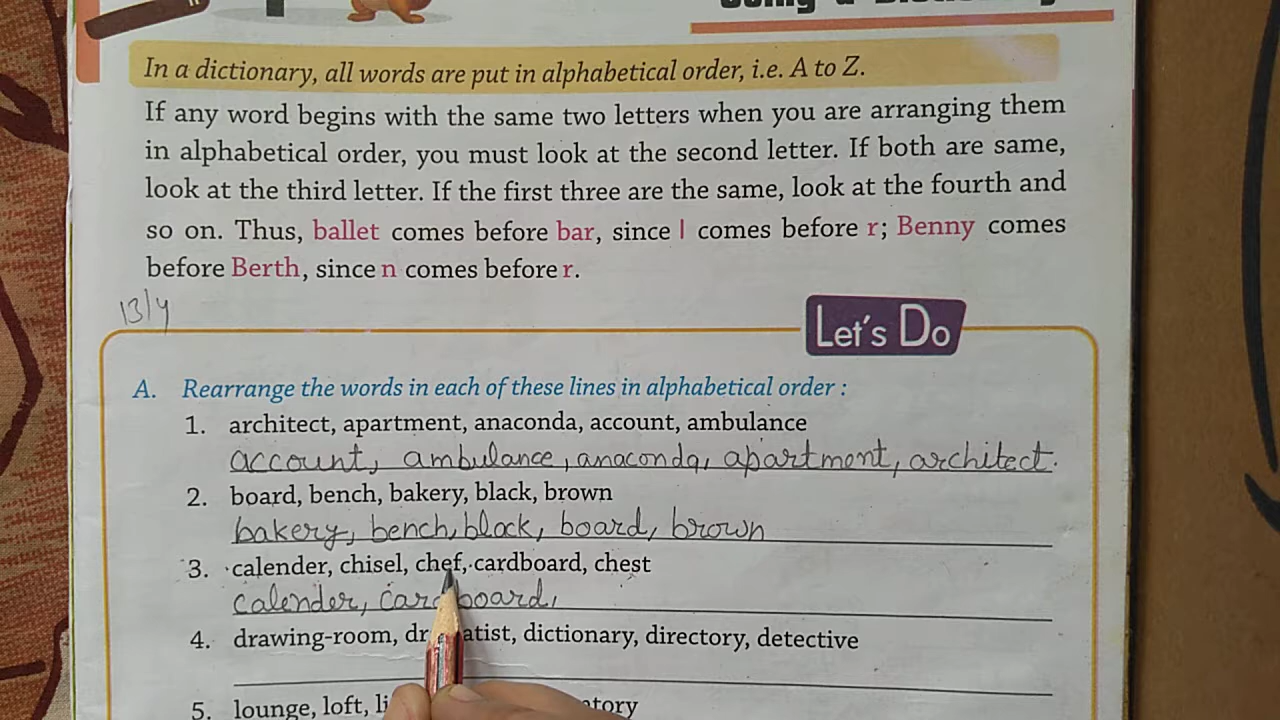 In a dictionary, all words are put in alphabetical order, i.e. A to Z.
If any word begins with the same two letters when you are arranging them
in alphabetical order, you must look at the second letter. If both are same,
look at the third letter. If the first three are the same, look at the fourth and
so on. Thus, ballet comes before bar, since l comes before r; Benny comes
before Berth, since n comes before r.
13/4
Let's Do
A. Rearrange the words in each of these lines in alphabetical order :
1. architect, apartment, anaconda, account, ambulance
account, ambulance, anaconda, apartment, architect.
2. board, bench, bakery, black, brown
bakery, bench, black, board, brown
3. calender, chisel, chef, cardboard, chest
calender, cardboard,
4. drawing-room, dictionary, directory, detective
5. lounge, loft,